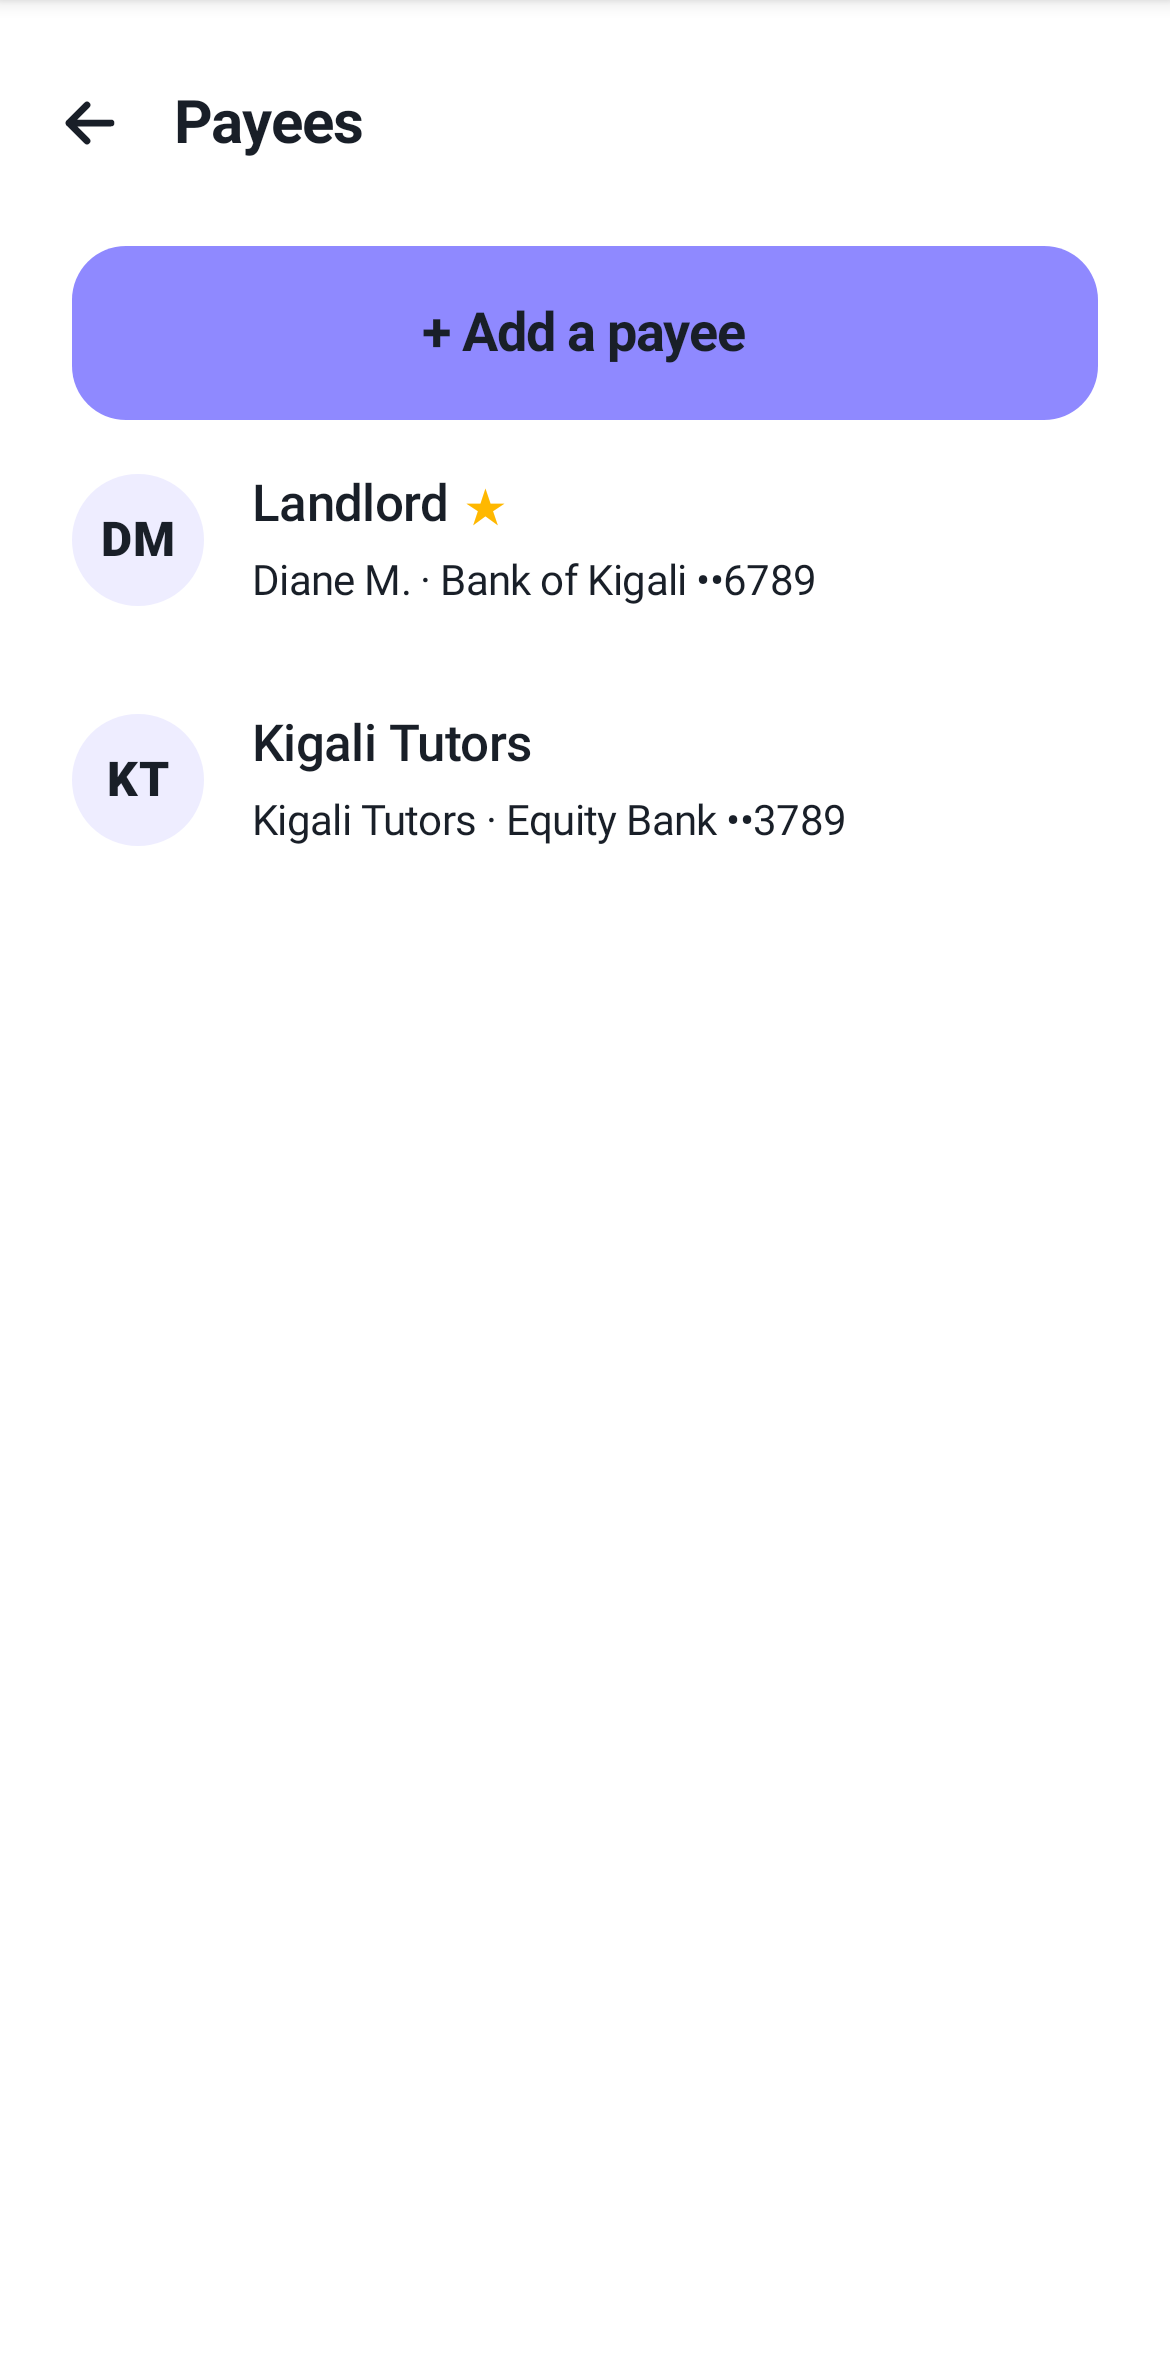 Payees
+ Add a payee
DM
Landlord ★
Diane M. · Bank of Kigali ••6789
KT
Kigali Tutors
Kigali Tutors · Equity Bank ••3789